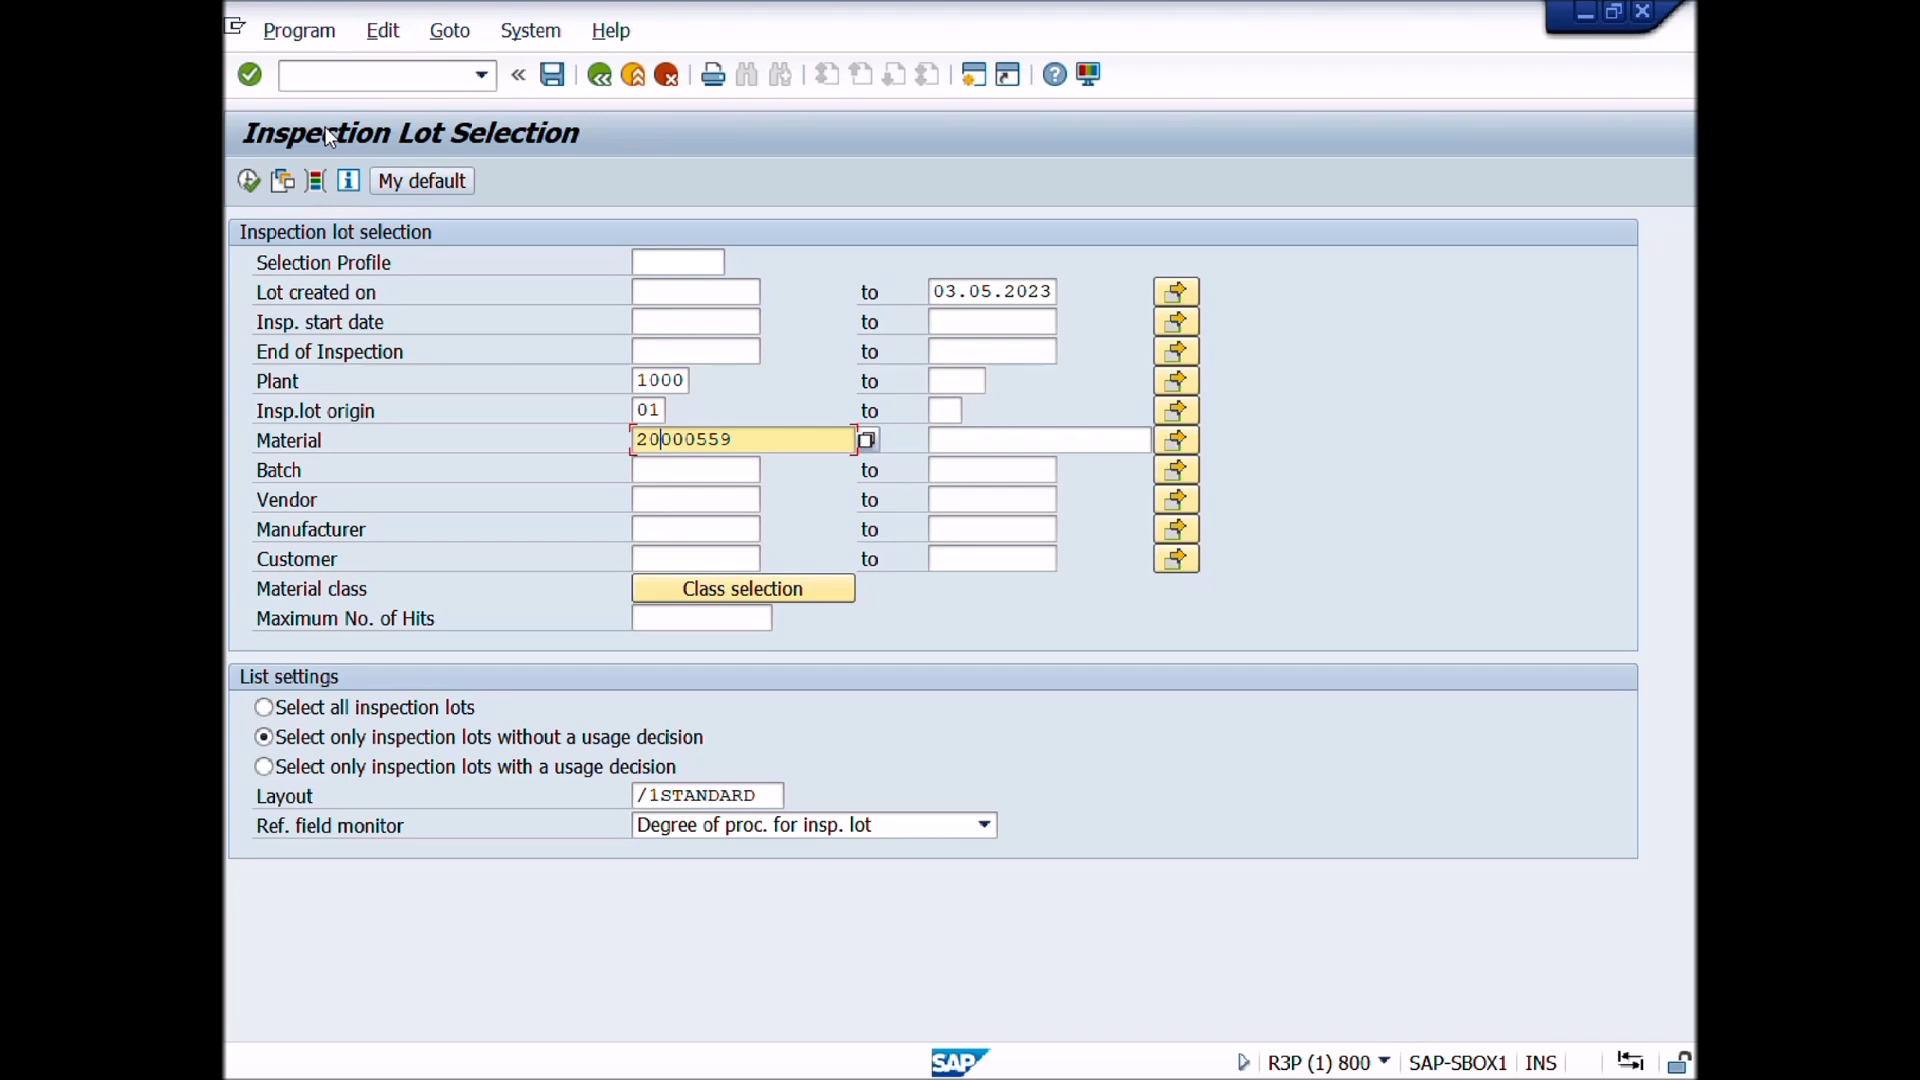 Program Edit Goto System Help
Inspection Lot Selection
My default
Inspection lot selection
Selection Profile
Lot created on to 03.05.2023
Insp. start date to
End of Inspection to
Plant 1000 to
Insp.lot origin 01 to
Material 20000559
Batch to
Vendor to
Manufacturer to
Customer to
Material class Class selection
Maximum No. of Hits
List settings
Select all inspection lots
Select only inspection lots without a usage decision
Select only inspection lots with a usage decision
Layout /1STANDARD
Ref. field monitor Degree of proc. for insp. lot
SAP R3P (1) 800 SAP-SBOX1 INS